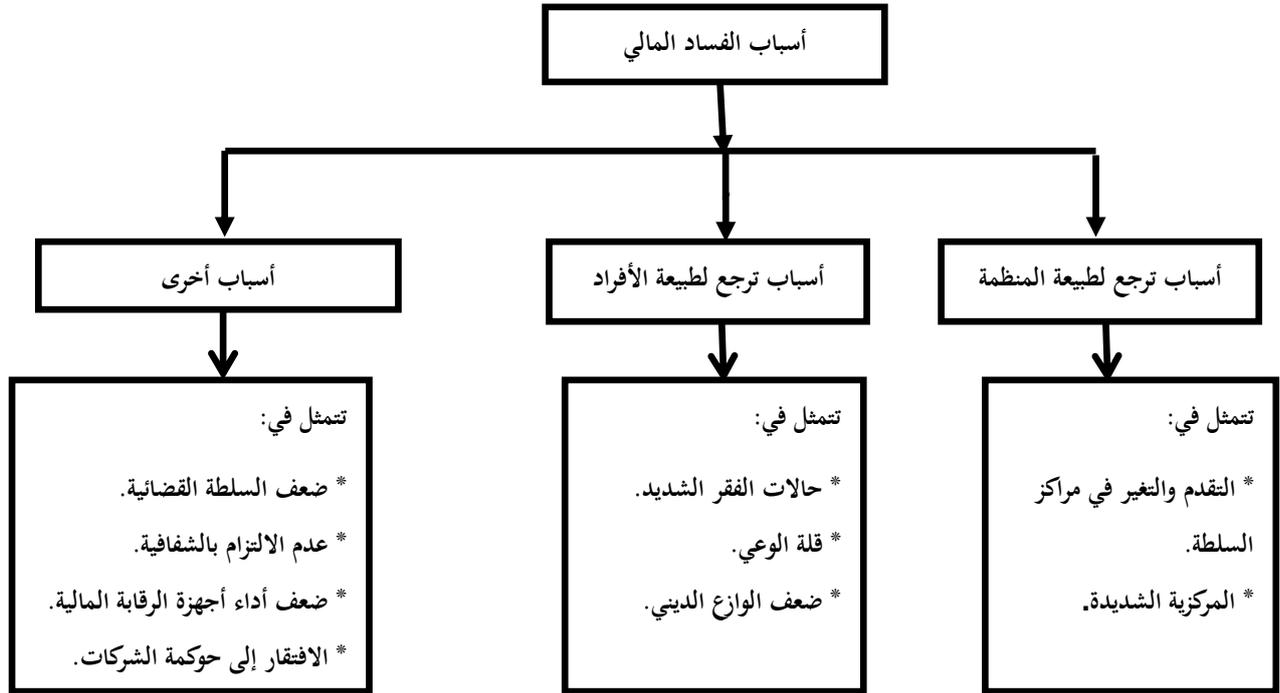 أسباب الفساد المالي
أسباب ترجع لطبيعة المنظمة
أسباب ترجع لطبيعة الأفراد
أسباب أخرى
تتمثل في:
* التقدم والتغير في مراكز
السلطة.
* المركزية الشديدة.
تتمثل في:
* حالات الفقر الشديد.
* قلة الوعي.
* ضعف الوازع الديني.
تتمثل في:
* ضعف السلطة القضائية.
* عدم الالتزام بالشفافية.
* ضعف أداء أجهزة الرقابة المالية.
* الافتقار إلى حوكمة الشركات.